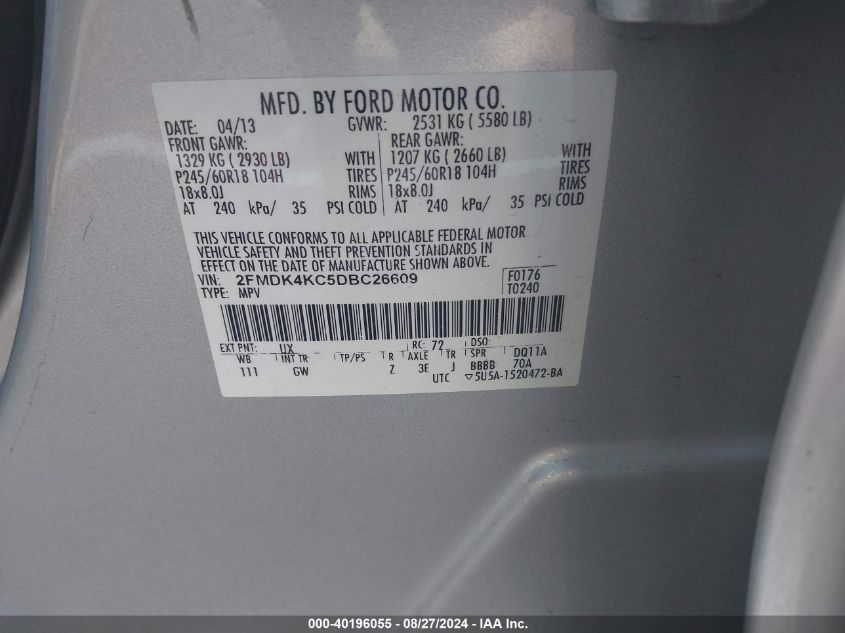 MFD. BY FORD MOTOR CO.
DATE: 04/13 GVWR: 2531 KG ( 5580 LB)
FRONT GAWR: REAR GAWR:
1329 KG ( 2930 LB) WITH 1207 KG ( 2660 LB) WITH
P245/60R18 104H TIRES P245/60R18 104H TIRES
18x8.0J RIMS 18x8.0J RIMS
AT 240 kPa/ 35 PSI COLD AT 240 kPa/ 35 PSI COLD
THIS VEHICLE CONFORMS TO ALL APPLICABLE FEDERAL MOTOR
VEHICLE SAFETY AND THEFT PREVENTION STANDARDS IN
EFFECT ON THE DATE OF MANUFACTURE SHOWN ABOVE.
VIN: 2FMDK4KC5DBC26609 F0176
TYPE: MPV T0240
EXT PNT: UX RC: 72 DSO:
WB INT TR TP/PS R AXLE TR SPR DQ11A
111 GW Z 3E J BBBB 70A
UTC ▽5U5A-1520472-BA
000-40196055 - 08/27/2024 - IAA Inc.